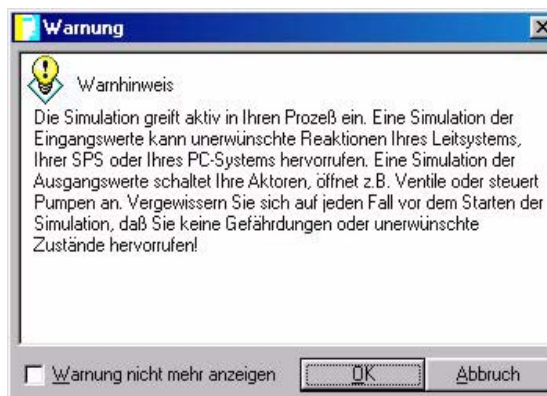 Warnung
Warnhinweis
Die Simulation greift aktiv in Ihren Prozeß ein. Eine Simulation der
Eingangswerte kann unerwünschte Reaktionen Ihres Leitsystems,
Ihrer SPS oder Ihres PC-Systems hervorrufen. Eine Simulation der
Ausgangswerte schaltet Ihre Aktoren, öffnet z.B. Ventile oder steuert
Pumpen an. Vergewissern Sie sich auf jeden Fall vor dem Starten der
Simulation, daß Sie keine Gefährdungen oder unerwünschte
Zustände hervorrufen!
Warnung nicht mehr anzeigen OK Abbruch